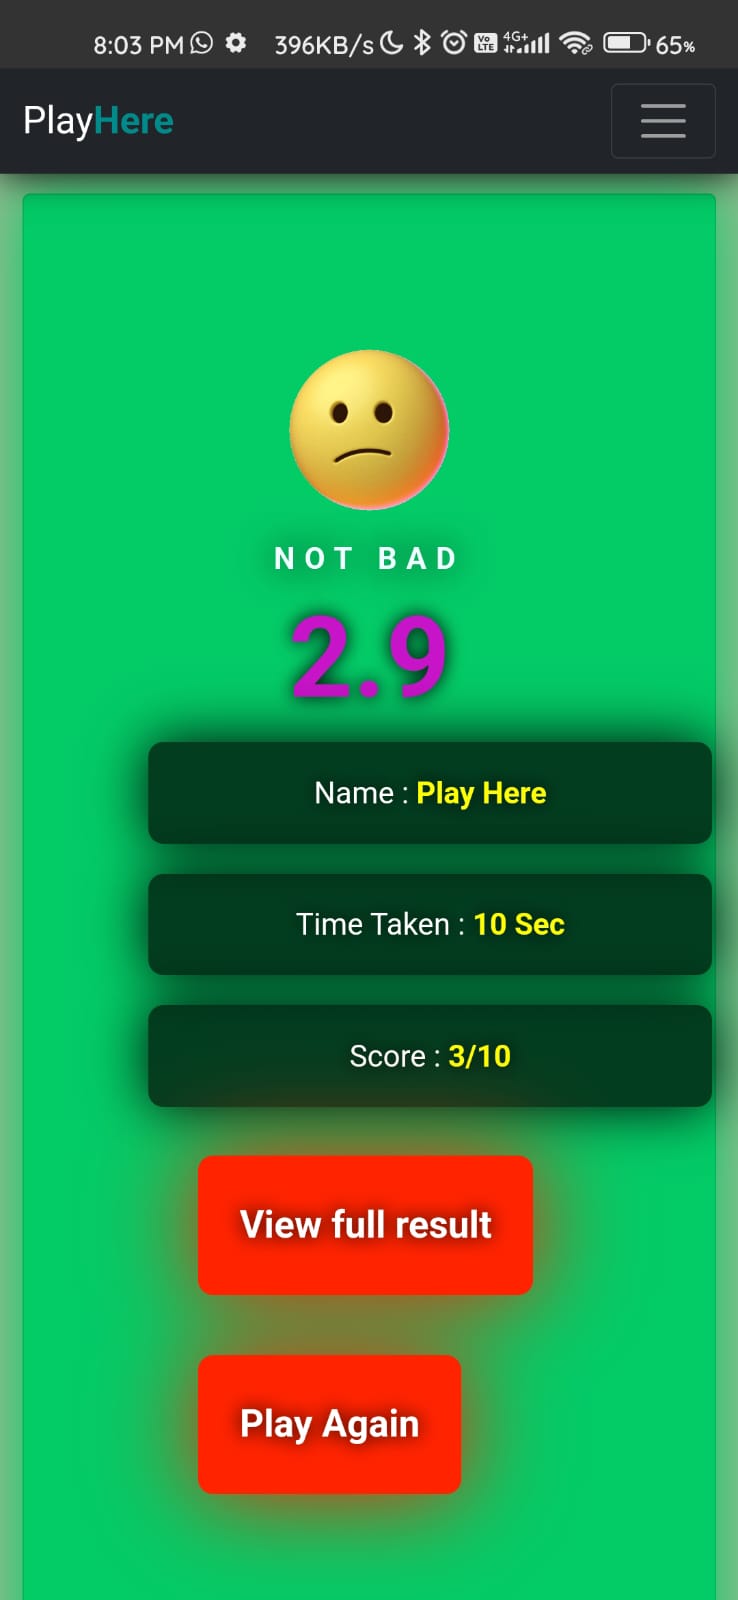 8:03 PM 396KB/s Vo LTE 4G+ 65%
PlayHere
NOT BAD
2.9
Name : Play Here
Time Taken : 10 Sec
Score : 3/10
View full result
Play Again